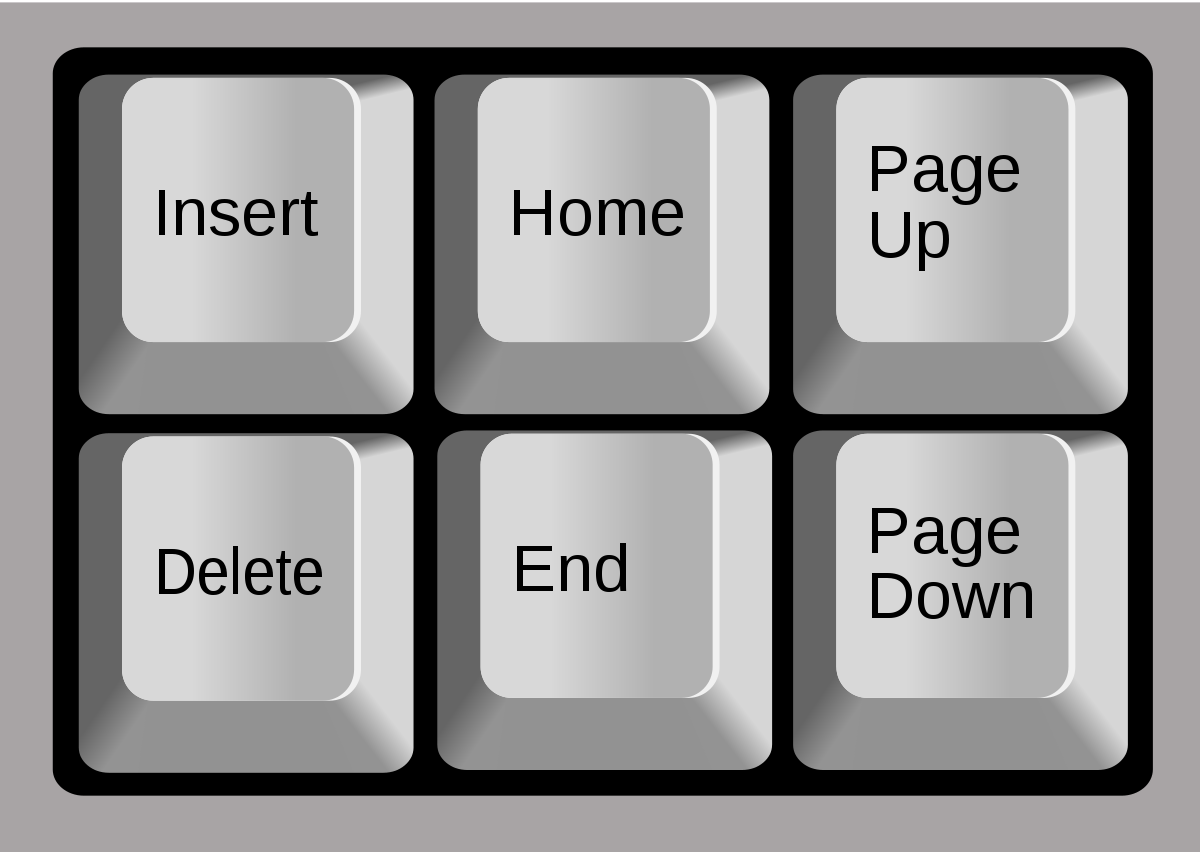 Insert
Home
Page
Up
Delete
End
Page
Down